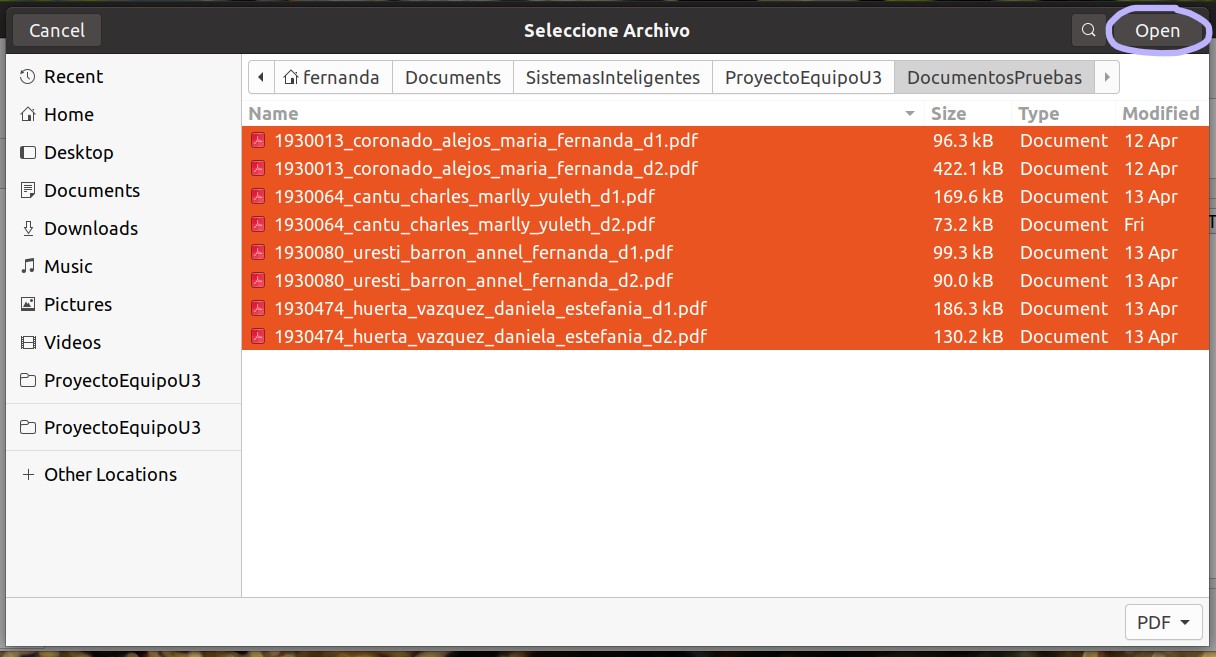 Cancel
Seleccione Archivo
Open
Recent
Home
Desktop
Documents
Downloads
Music
Pictures
Videos
ProyectoEquipoU3
ProyectoEquipoU3
Other Locations
fernanda Documents SistemasInteligentes ProyectoEquipoU3 DocumentosPruebas
Name Size Type Modified
1930013_coronado_alejos_maria_fernanda_d1.pdf 96.3 kB Document 12 Apr
1930013_coronado_alejos_maria_fernanda_d2.pdf 422.1 kB Document 12 Apr
1930064_cantu_charles_marlly_yuleth_d1.pdf 169.6 kB Document 13 Apr
1930064_cantu_charles_marlly_yuleth_d2.pdf 73.2 kB Document Fri
1930080_uresti_barron_annel_fernanda_d1.pdf 99.3 kB Document 13 Apr
1930080_uresti_barron_annel_fernanda_d2.pdf 90.0 kB Document 13 Apr
1930474_huerta_vazquez_daniela_estefania_d1.pdf 186.3 kB Document 13 Apr
1930474_huerta_vazquez_daniela_estefania_d2.pdf 130.2 kB Document 13 Apr
PDF